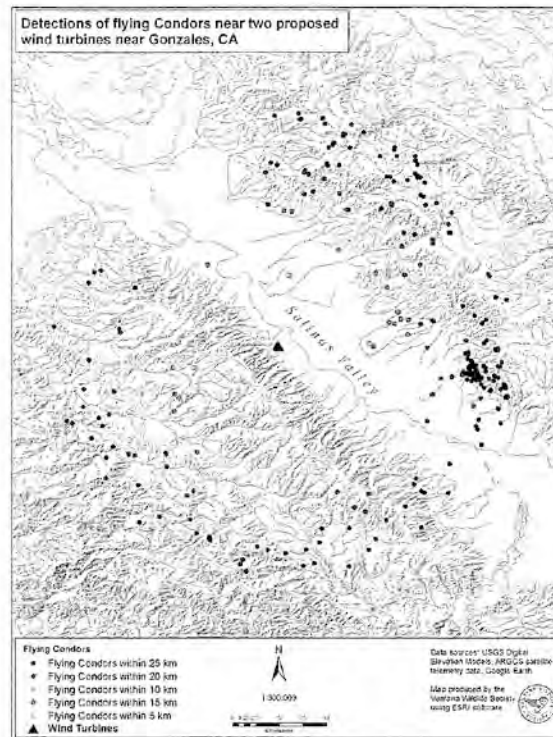 Detections of flying Condors near two proposed
wind turbines near Gonzales, CA
Salinas Valley
Flying Condors
Flying Condors within 25 km
Flying Condors within 20 km
Flying Condors within 10 km
Flying Condors within 15 km
Flying Condors within 5 km
Wind Turbines
N
Data sources: USGS Digital
Elevation Models, ARGOS satellite
telemetry data, Google Earth
Map produced by the
Ventana Wildlife Society
using ESRI software